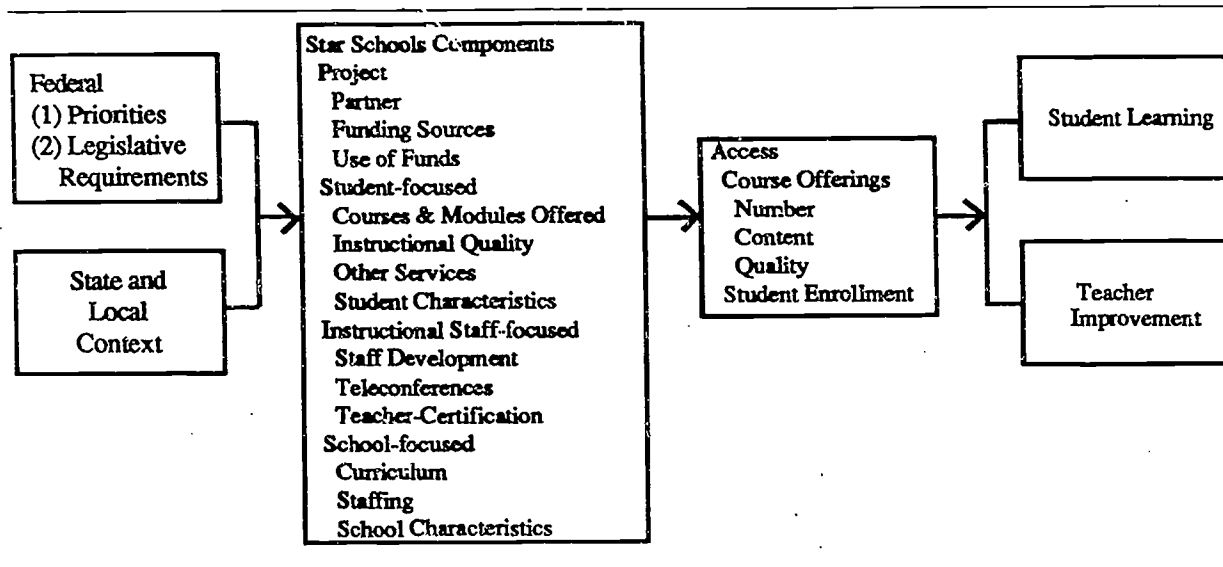 Federal
(1) Priorities
(2) Legislative
Requirements
State and
Local
Context
Star Schools Components
Project
Partner
Funding Sources
Use of Funds
Student-focused
Courses & Modules Offered
Instructional Quality
Other Services
Student Characteristics
Instructional Staff-focused
Staff Development
Teleconferences
Teacher-Certification
School-focused
Curriculum
Staffing
School Characteristics
Access
Course Offerings
Number
Content
Quality
Student Enrollment
Student Learning
Teacher
Improvement